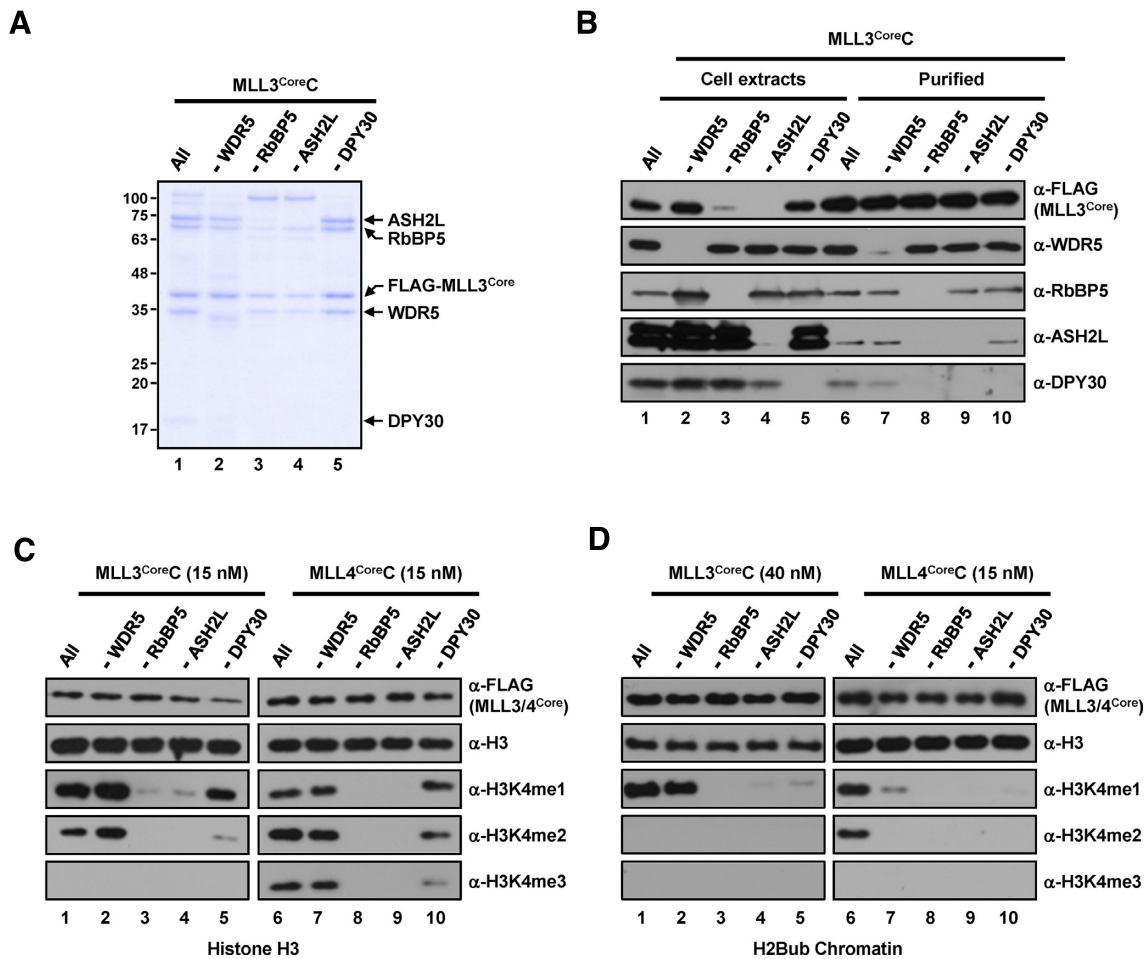 A
MLL3CoreC
All - WDR5 - RbBP5 - ASH2L - DPY30
100
75
63
48
35
25
20
17
ASH2L
RbBP5
FLAG-MLL3Core
WDR5
DPY30
1 2 3 4 5
B
MLL3CoreC
Cell extracts Purified
All - WDR5 - RbBP5 - ASH2L - DPY30 All - WDR5 - RbBP5 - ASH2L - DPY30
α-FLAG
(MLL3Core)
α-WDR5
α-RbBP5
α-ASH2L
α-DPY30
1 2 3 4 5 6 7 8 9 10
C
MLL3CoreC (15 nM) MLL4CoreC (15 nM)
All - WDR5 - RbBP5 - ASH2L - DPY30 All - WDR5 - RbBP5 - ASH2L - DPY30
α-FLAG
(MLL3/4Core)
α-H3
α-H3K4me1
α-H3K4me2
α-H3K4me3
1 2 3 4 5 6 7 8 9 10
Histone H3
D
MLL3CoreC (40 nM) MLL4CoreC (15 nM)
All - WDR5 - RbBP5 - ASH2L - DPY30 All - WDR5 - RbBP5 - ASH2L - DPY30
α-FLAG
(MLL3/4Core)
α-H3
α-H3K4me1
α-H3K4me2
α-H3K4me3
1 2 3 4 5 6 7 8 9 10
H2Bub Chromatin